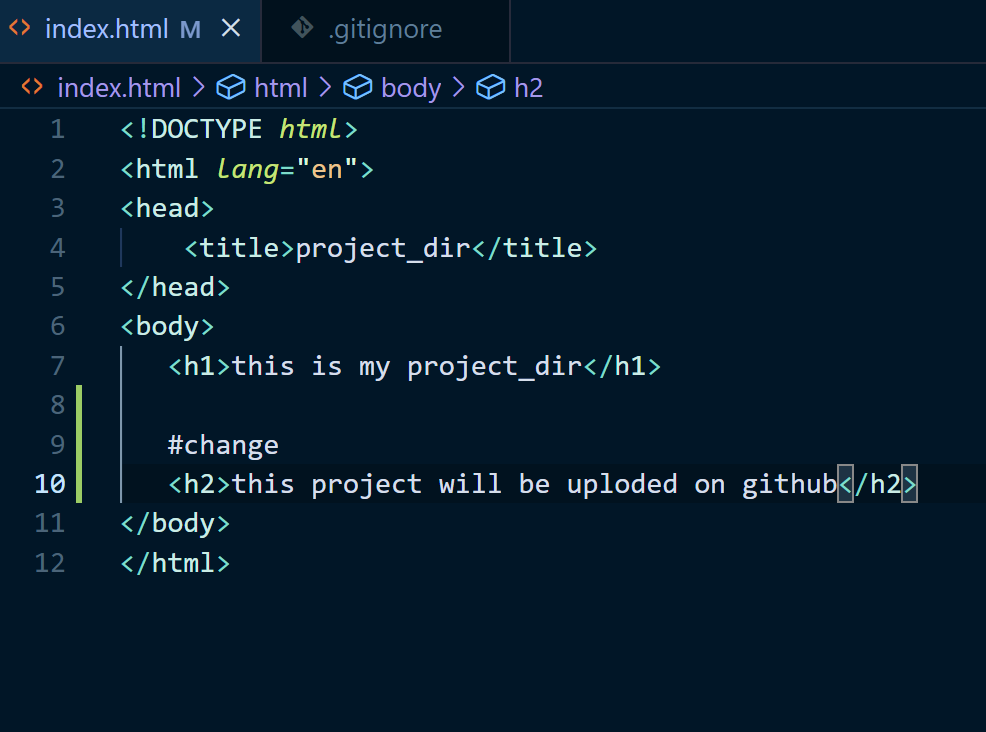 index.html M
.gitignore
index.html > html > body > h2
1 <!DOCTYPE html>
2 <html lang="en">
3 <head>
4 <title>project_dir</title>
5 </head>
6 <body>
7 <h1>this is my project_dir</h1>
8
9 #change
10 <h2>this project will be uploded on github</h2>
11 </body>
12 </html>